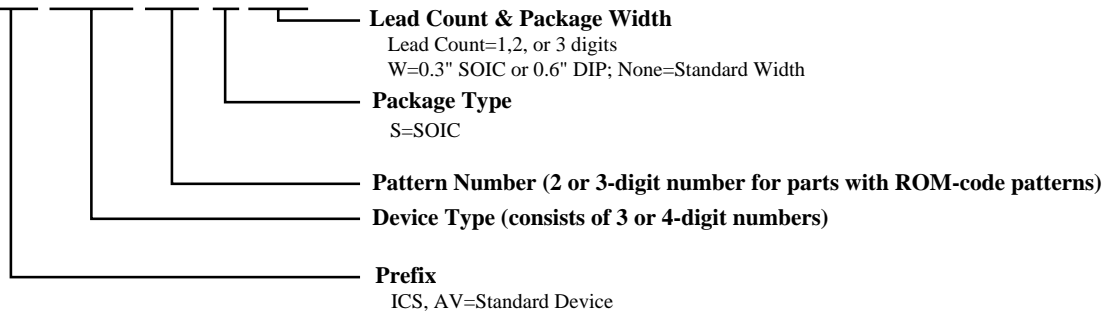 Lead Count & Package Width
Lead Count=1,2, or 3 digits
W=0.3" SOIC or 0.6" DIP; None=Standard Width
Package Type
S=SOIC
Pattern Number (2 or 3-digit number for parts with ROM-code patterns)
Device Type (consists of 3 or 4-digit numbers)
Prefix
ICS, AV=Standard Device